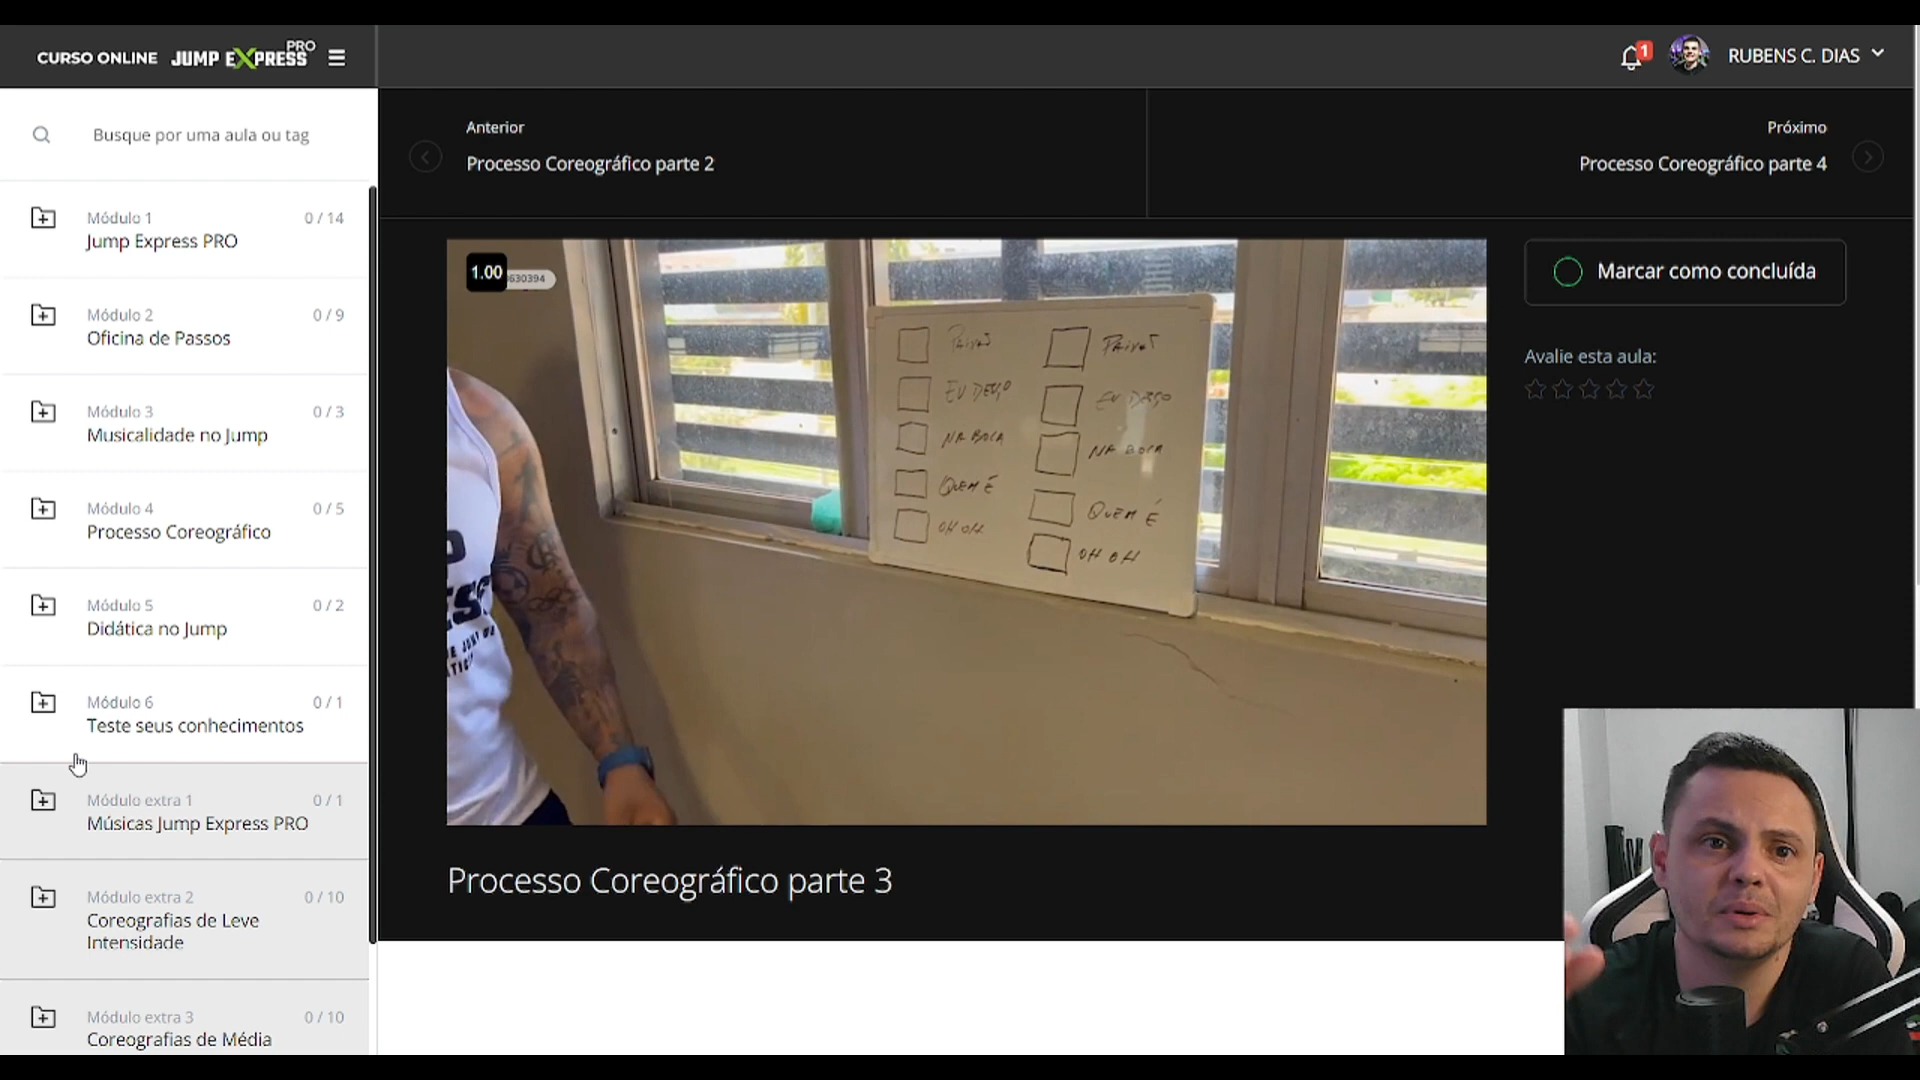 CURSO ONLINE JUMP EXPRESS PRO
1
RUBENS C. DIAS
Busque por uma aula ou tag
Anterior
Processo Coreográfico parte 2
Próximo
Processo Coreográfico parte 4
Módulo 1 0 / 14
Jump Express PRO
Módulo 2 0 / 9
Oficina de Passos
Módulo 3 0 / 3
Musicalidade no Jump
Módulo 4 0 / 5
Processo Coreográfico
Módulo 5 0 / 2
Didática no Jump
Módulo 6 0 / 1
Teste seus conhecimentos
Módulo extra 1 0 / 1
Músicas Jump Express PRO
Módulo extra 2 0 / 10
Coreografias de Leve
Intensidade
Módulo extra 3 0 / 10
Coreografias de Média
1.00
630394
EU DESÇO EU DESÇO
NA BOCA NA BOCA
QUEM É QUEM É
OH OH OH OH
Processo Coreográfico parte 3
Marcar como concluída
Avalie esta aula: